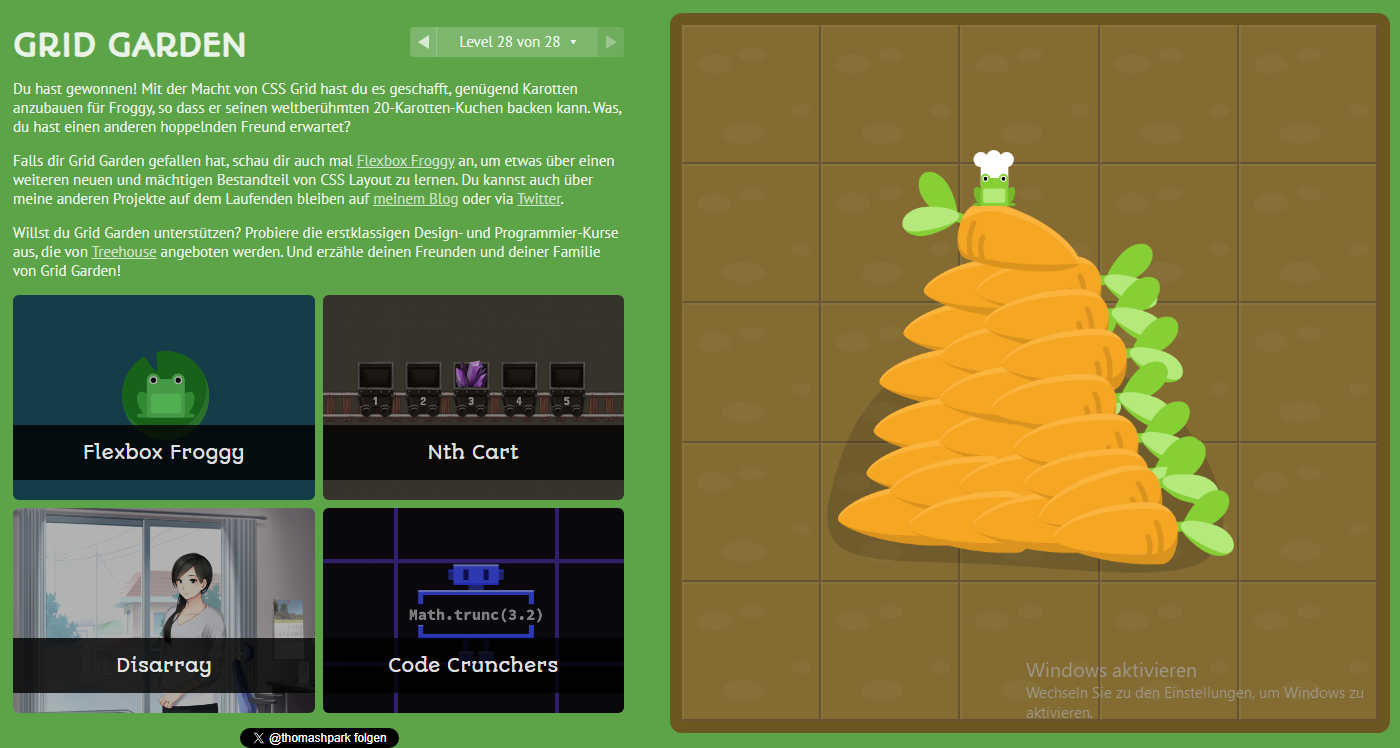 GRID GARDEN
Level 28 von 28
Du hast gewonnen! Mit der Macht von CSS Grid hast du es geschafft, genügend Karotten
anzubauen für Froggy, so dass er seinen weltberühmten 20-Karotten-Kuchen backen kann. Was,
du hast einen anderen hoppelnden Freund erwartet?
Falls dir Grid Garden gefallen hat, schau dir auch mal Flexbox Froggy an, um etwas über einen
weiteren neuen und mächtigen Bestandteil von CSS Layout zu lernen. Du kannst auch über
meine anderen Projekte auf dem Laufenden bleiben auf meinem Blog oder via Twitter.
Willst du Grid Garden unterstützen? Probiere die erstklassigen Design- und Programmier-Kurse
aus, die von Treehouse angeboten werden. Und erzähle deinen Freunden und deiner Familie
von Grid Garden!
Flexbox Froggy
1 2 3 4 5
Nth Cart
Disarray
Math.trunc(3.2)
Code Crunchers
@thomashpark folgen
Windows aktivieren
Wechseln Sie zu den Einstellungen, um Windows zu
aktivieren.